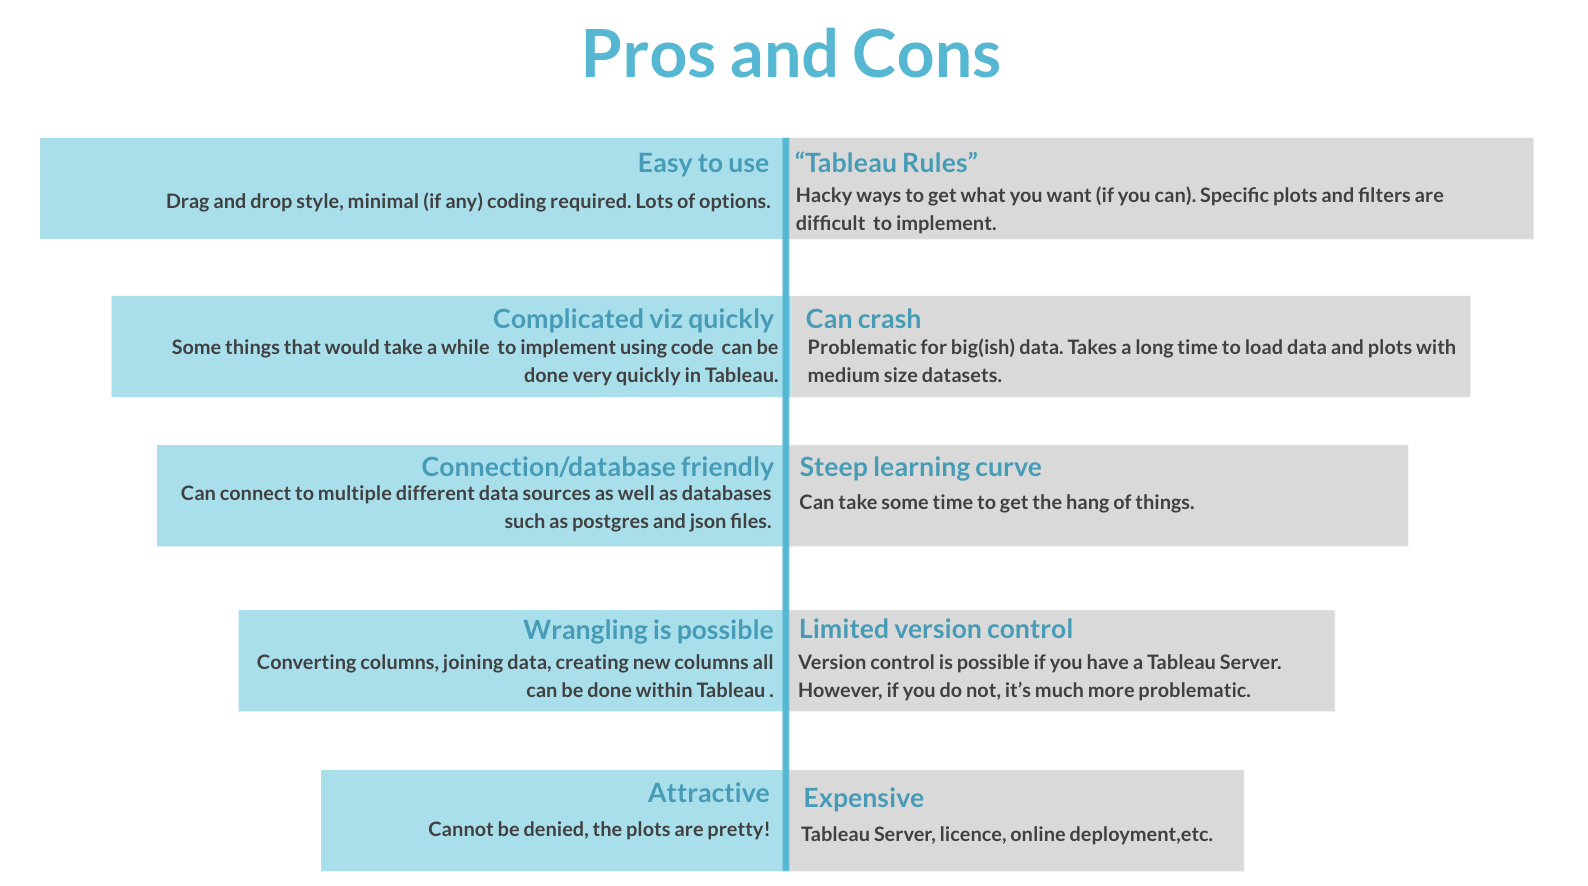 Pros and Cons
Easy to use
Drag and drop style, minimal (if any) coding required. Lots of options.
“Tableau Rules”
Hacky ways to get what you want (if you can). Specific plots and filters are
difficult to implement.
Complicated viz quickly
Some things that would take a while to implement using code can be
done very quickly in Tableau.
Can crash
Problematic for big(ish) data. Takes a long time to load data and plots with
medium size datasets.
Connection/database friendly
Can connect to multiple different data sources as well as databases
such as postgres and json files.
Steep learning curve
Can take some time to get the hang of things.
Wrangling is possible
Converting columns, joining data, creating new columns all
can be done within Tableau .
Limited version control
Version control is possible if you have a Tableau Server.
However, if you do not, it’s much more problematic.
Attractive
Cannot be denied, the plots are pretty!
Expensive
Tableau Server, licence, online deployment,etc.